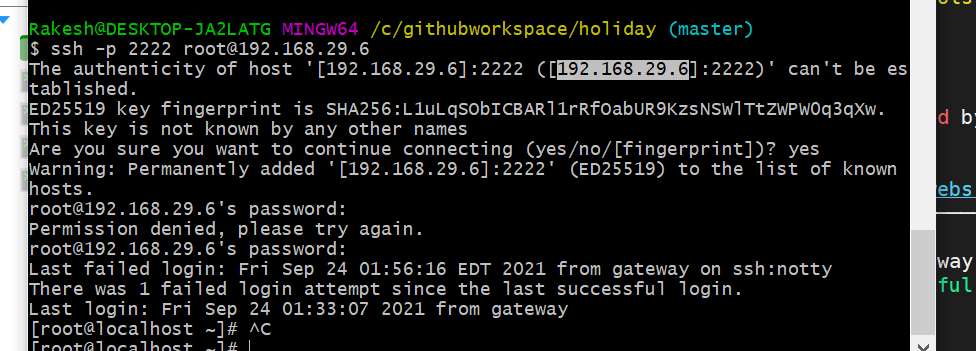 ols
Rakesh@DESKTOP-JA2LATG MINGW64 /c/githubworkspace/holiday (master)
$ ssh -p 2222 root@192.168.29.6
The authenticity of host '[192.168.29.6]:2222 ([192.168.29.6]:2222)' can't be es
tablished.
ED25519 key fingerprint is SHA256:L1uLqSObICBARl1rRfOabUR9KzsNSWlTtZWPW0q3qXw.
d by
This key is not known by any other names
Are you sure you want to continue connecting (yes/no/[fingerprint])? yes
Warning: Permanently added '[192.168.29.6]:2222' (ED25519) to the list of known
ebs
hosts.
root@192.168.29.6's password:
Permission denied, please try again.
root@192.168.29.6's password:
way
Last failed login: Fri Sep 24 01:56:16 EDT 2021 from gateway on ssh:notty
ful
There was 1 failed login attempt since the last successful login.
Last login: Fri Sep 24 01:33:07 2021 from gateway
[root@localhost ~]# ^C
[root@localhost ~]#